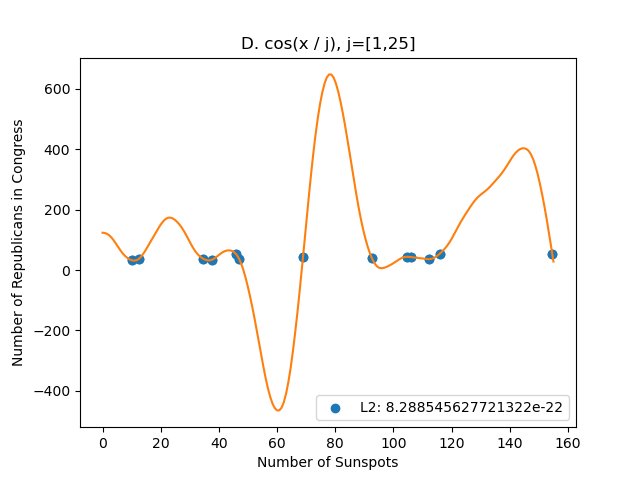 D. cos(x / j), j=[1,25]
Number of Republicans in Congress
600
400
200
0
−200
−400
L2: 8.288545627721322e-22
0 20 40 60 80 100 120 140 160
Number of Sunspots